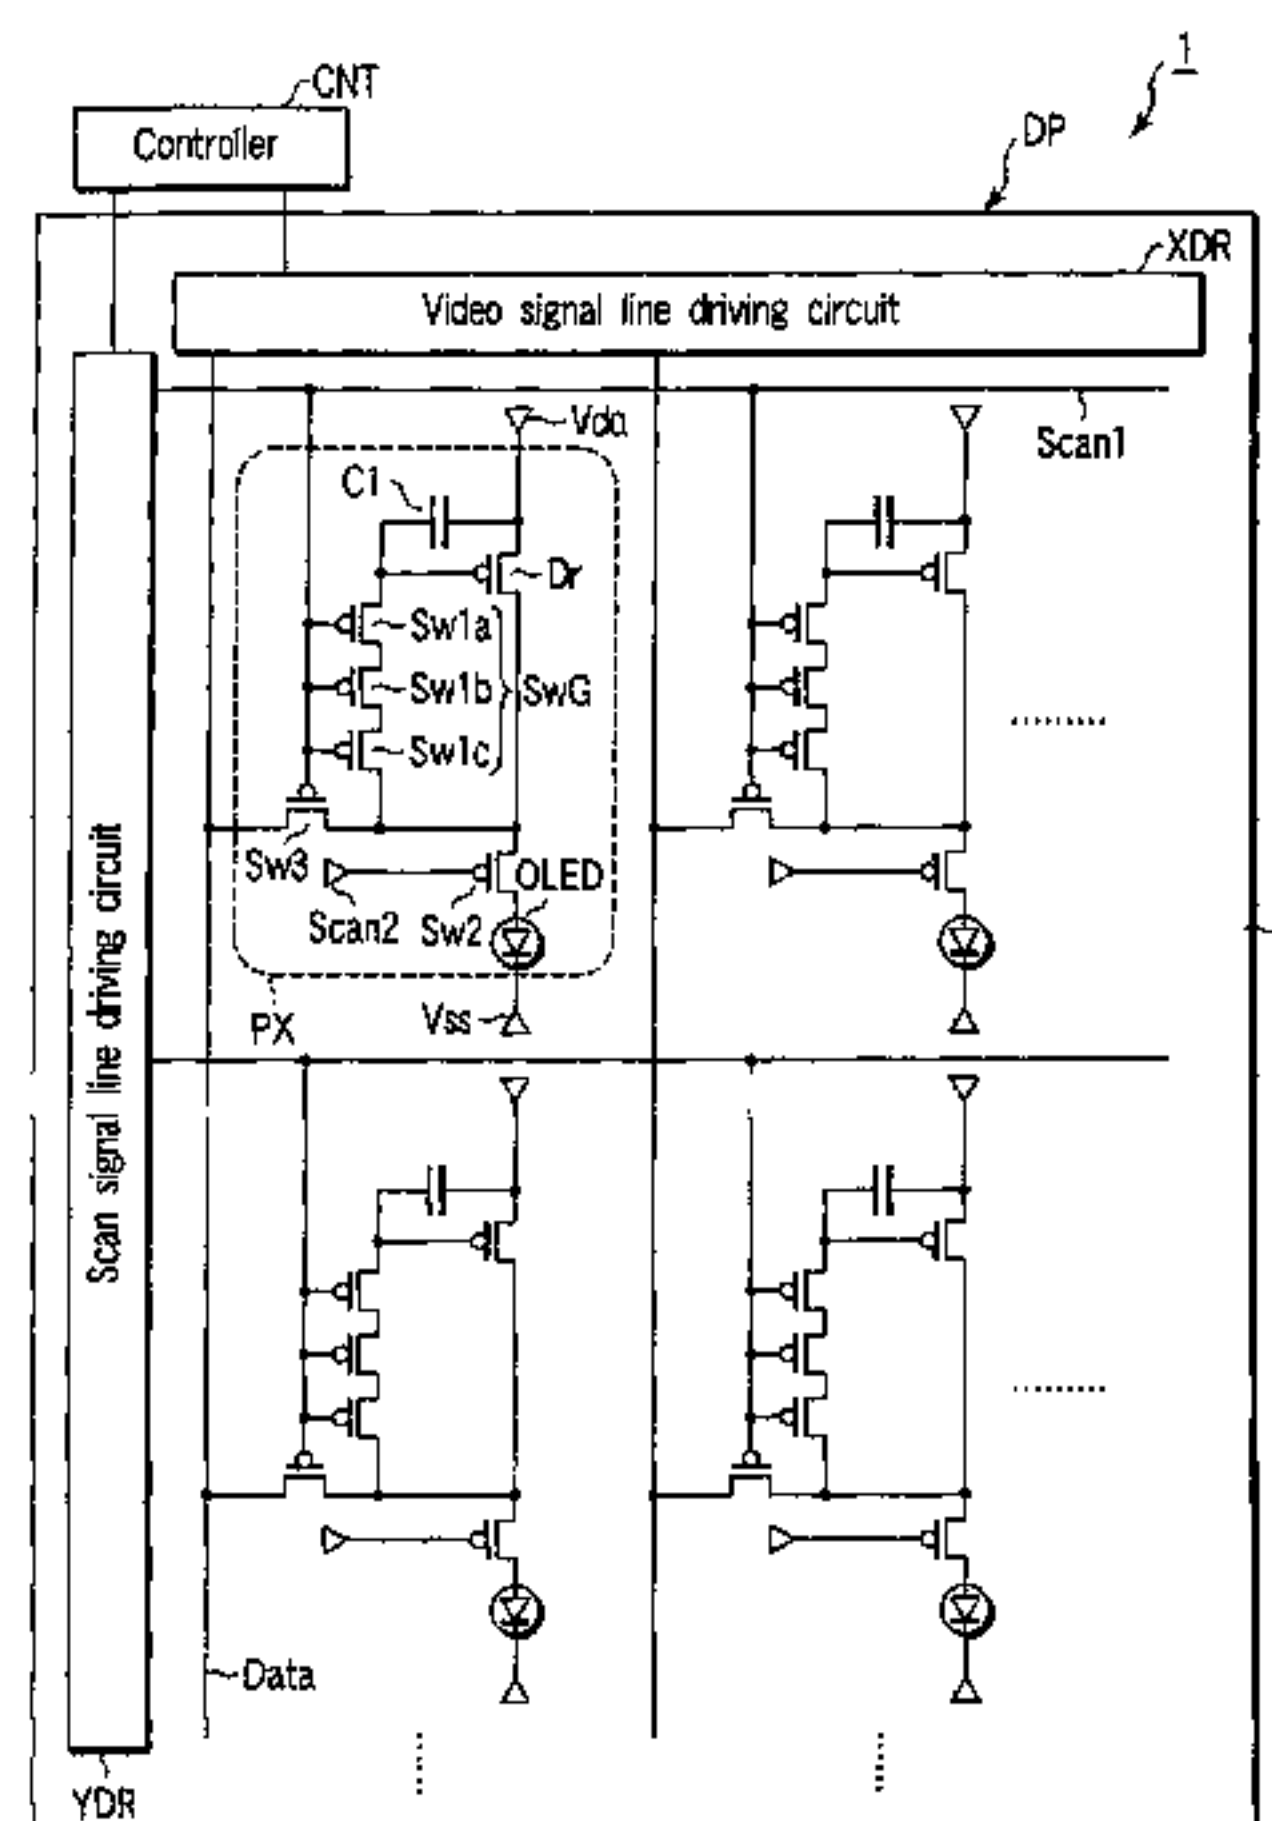 1
CNT
Controller
DP
XDR
Video signal line driving circuit
Scan1
Vdd
C1
Dr
Sw1a
Sw1b
SwG
Sw1c
Sw3
OLED
Scan2
Sw2
PX
Vss
Scan signal line driving circuit
Data
YDR